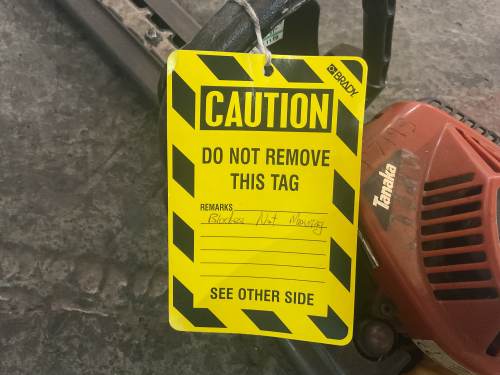 BRADY
CAUTION
DO NOT REMOVE
THIS TAG
REMARKS
Blades Not Moving
SEE OTHER SIDE
Tanaka